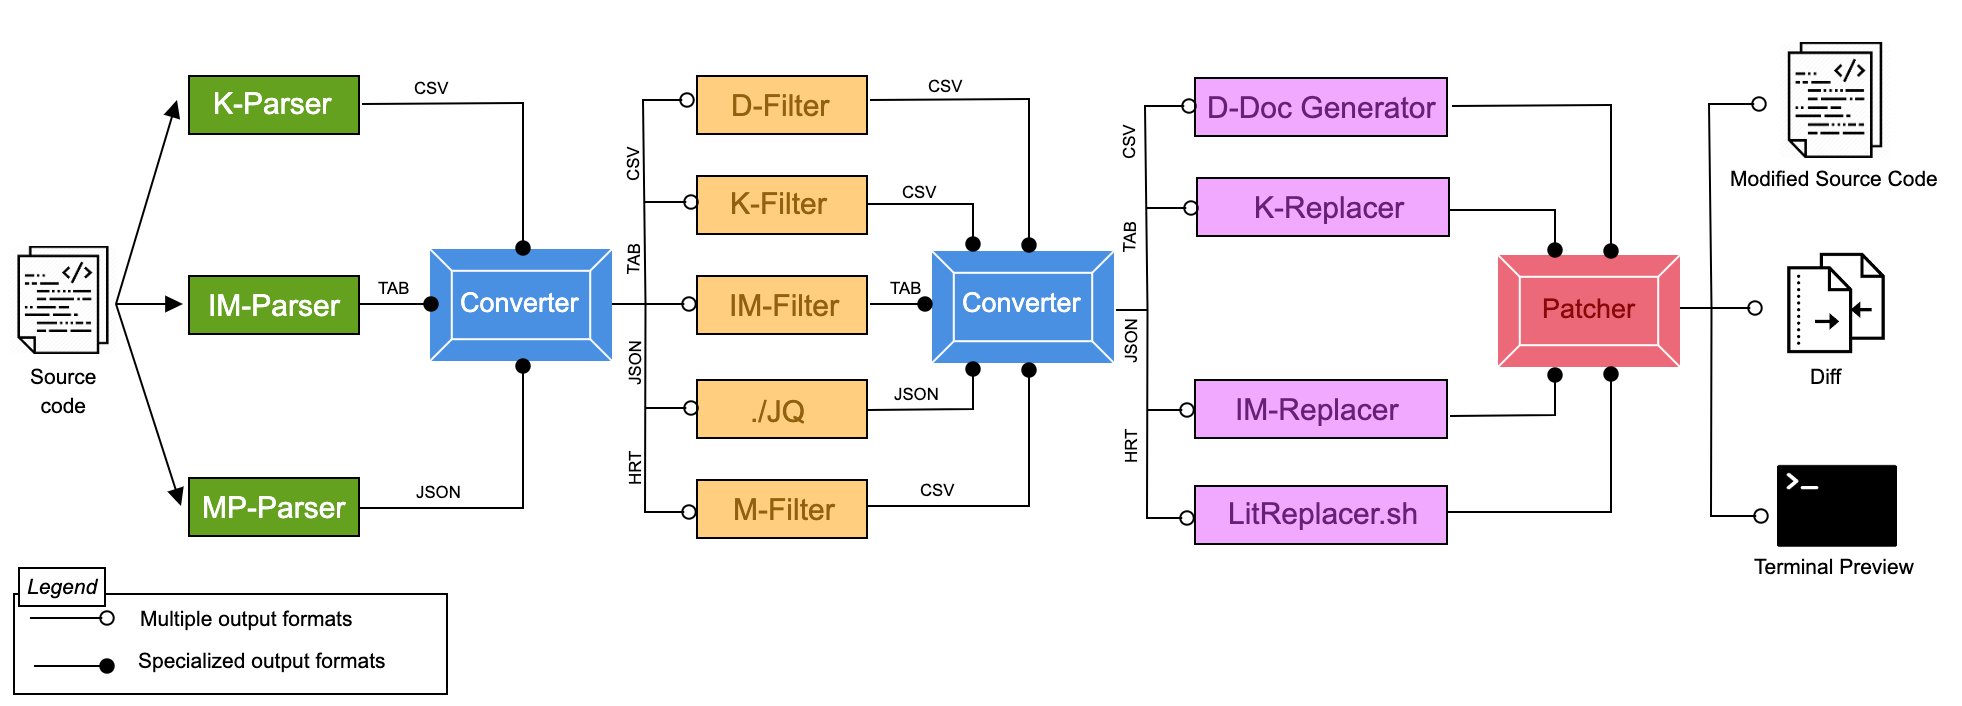 K-Parser
IM-Parser
MP-Parser
Source
code
</>
CSV
TAB
JSON
Converter
CSV
TAB
JSON
HRT
D-Filter
K-Filter
IM-Filter
./JQ
M-Filter
CSV
CSV
TAB
JSON
CSV
Converter
CSV
TAB
JSON
HRT
D-Doc Generator
K-Replacer
IM-Replacer
LitReplacer.sh
Patcher
</>
Modified Source Code
Diff
>_
Terminal Preview
Legend
Multiple output formats
Specialized output formats